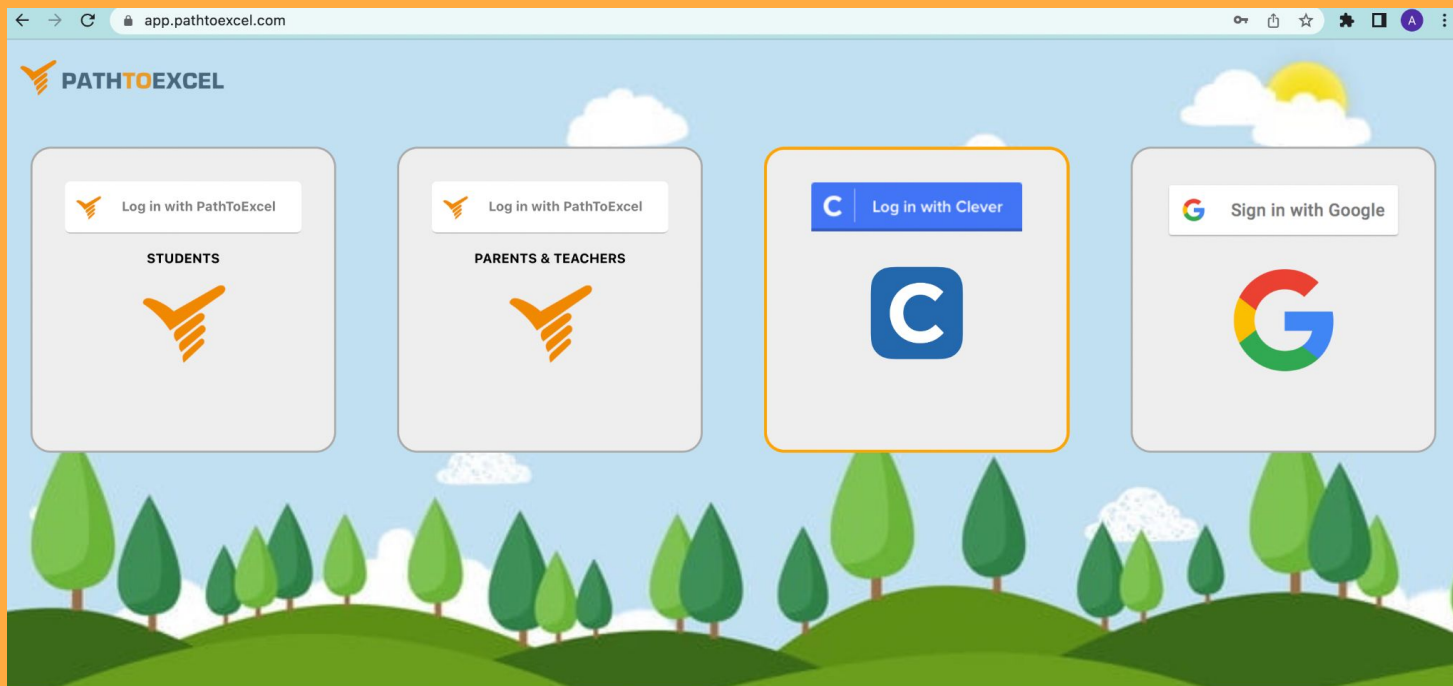 app.pathtoexcel.com
A
PATHTOEXCEL
Log in with PathToExcel
STUDENTS
Log in with PathToExcel
PARENTS & TEACHERS
C Log in with Clever
C
G Sign in with Google
G